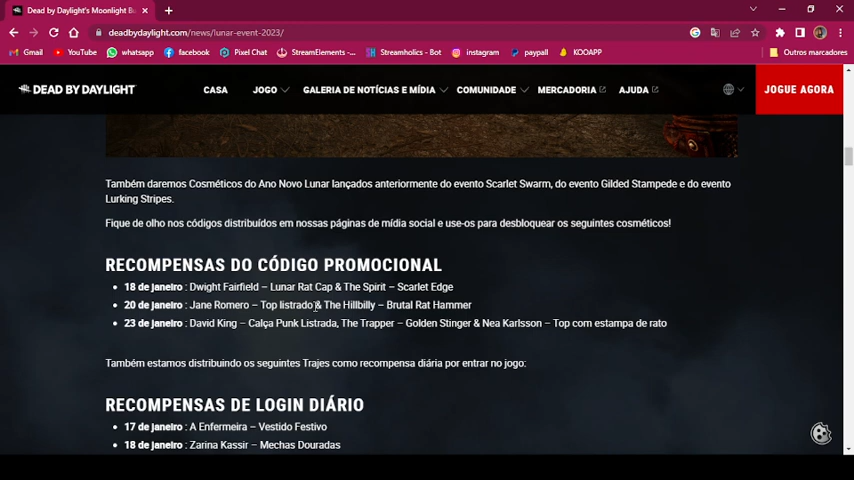 Dead by Daylight's Moonlight Bu
deadbydaylight.com/news/lunar-event-2023/
Gmail YouTube whatsapp facebook Pixel Chat StreamElements -... Streamholics - Bot instagram paypall KOOAPP Outros marcadores
DEAD BY DAYLIGHT CASA JOGO GALERIA DE NOTÍCIAS E MÍDIA COMUNIDADE MERCADORIA AJUDA JOGUE AGORA
Também daremos Cosméticos do Ano Novo Lunar lançados anteriormente do evento Scarlet Swarm, do evento Gilded Stampede e do evento
Lurking Stripes.
Fique de olho nos códigos distribuídos em nossas páginas de mídia social e use-os para desbloquear os seguintes cosméticos!
RECOMPENSAS DO CÓDIGO PROMOCIONAL
• 18 de janeiro : Dwight Fairfield – Lunar Rat Cap & The Spirit – Scarlet Edge
• 20 de janeiro : Jane Romero – Top listrado & The Hillbilly – Brutal Rat Hammer
• 23 de janeiro : David King – Calça Punk Listrada, The Trapper – Golden Stinger & Nea Karlsson – Top com estampa de rato
Também estamos distribuindo os seguintes Trajes como recompensa diária por entrar no jogo:
RECOMPENSAS DE LOGIN DIÁRIO
• 17 de janeiro : A Enfermeira – Vestido Festivo
• 18 de janeiro : Zarina Kassir – Mechas Douradas